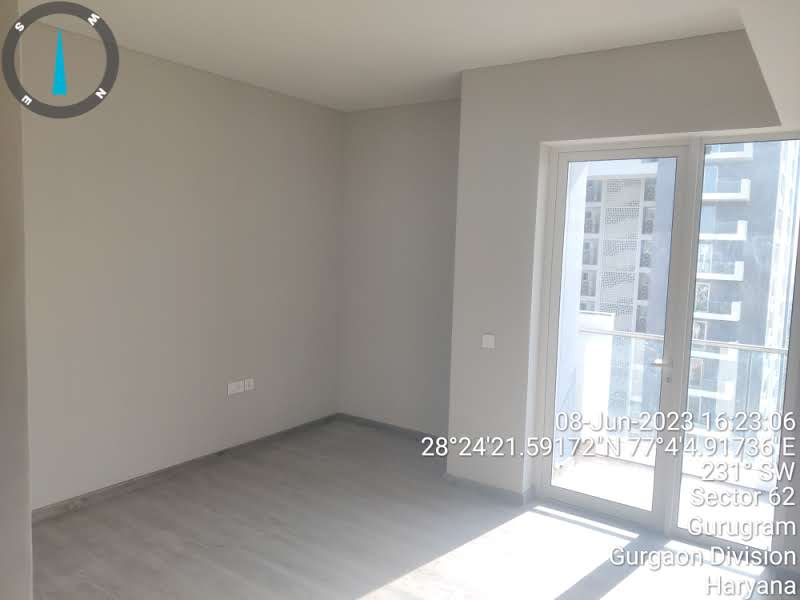 S W
E N
08-Jun-2023 16:23:06
28°24'21.59172"N 77°4'4.91736"E
231° SW
Sector 62
Gurugram
Gurgaon Division
Haryana